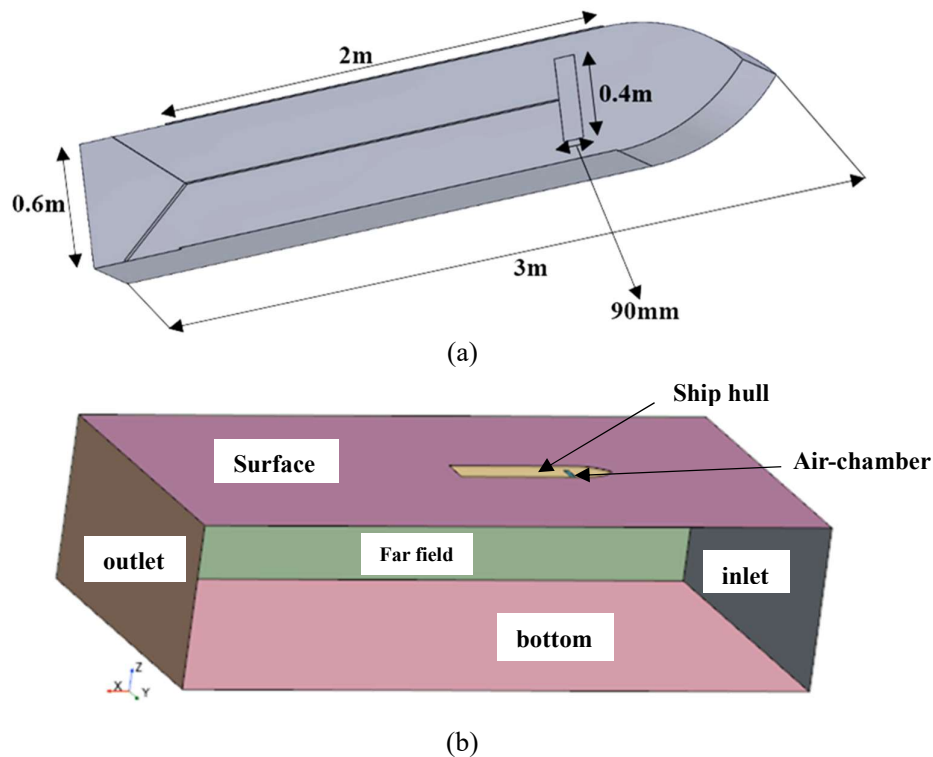 2m
0.4m
0.6m
3m
90mm
(a)
Ship hull
Surface
Air-chamber
outlet
Far field
inlet
bottom
Z
X
Y
(b)